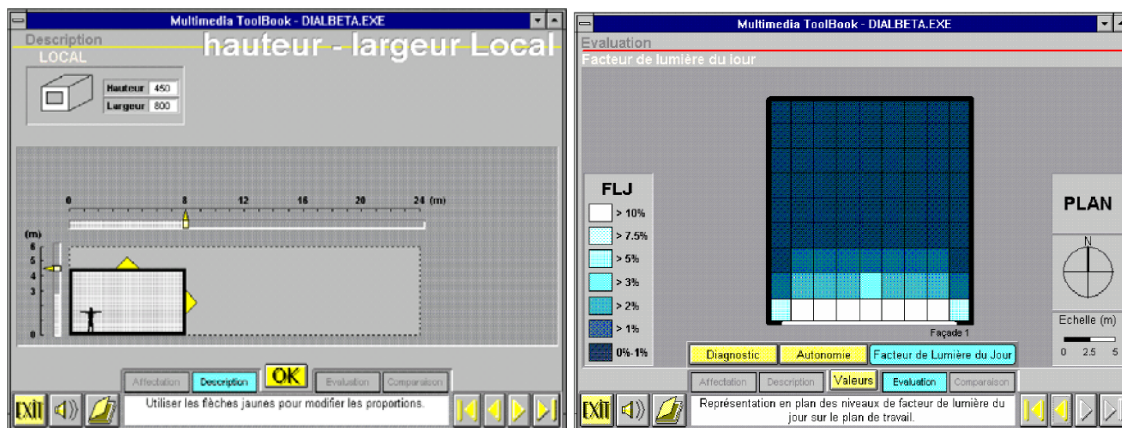 Multimedia ToolBook - DIALBETA.EXE
Description
hauteur - largeur Local
LOCAL
Hauteur 450
Largeur 800
0 8 12 16 20 24 (m)
(m)
6
5
4
3
0
Affectation Description OK Evaluation Comparaison
EXIT
Utiliser les flèches jaunes pour modifier les proportions.
Multimedia ToolBook - DIALBETA.EXE
Evaluation
Facteur de lumière du jour
FLJ
> 10%
> 7.5%
> 5%
> 3%
> 2%
> 1%
0%-1%
Façade 1
PLAN
N
Echelle (m)
0 2.5 5
Diagnostic Autonomie Facteur de Lumière du Jour
Affectation Description Valeurs Evaluation Comparaison
EXIT
Représentation en plan des niveaux de facteur de lumière du
jour sur le plan de travail.